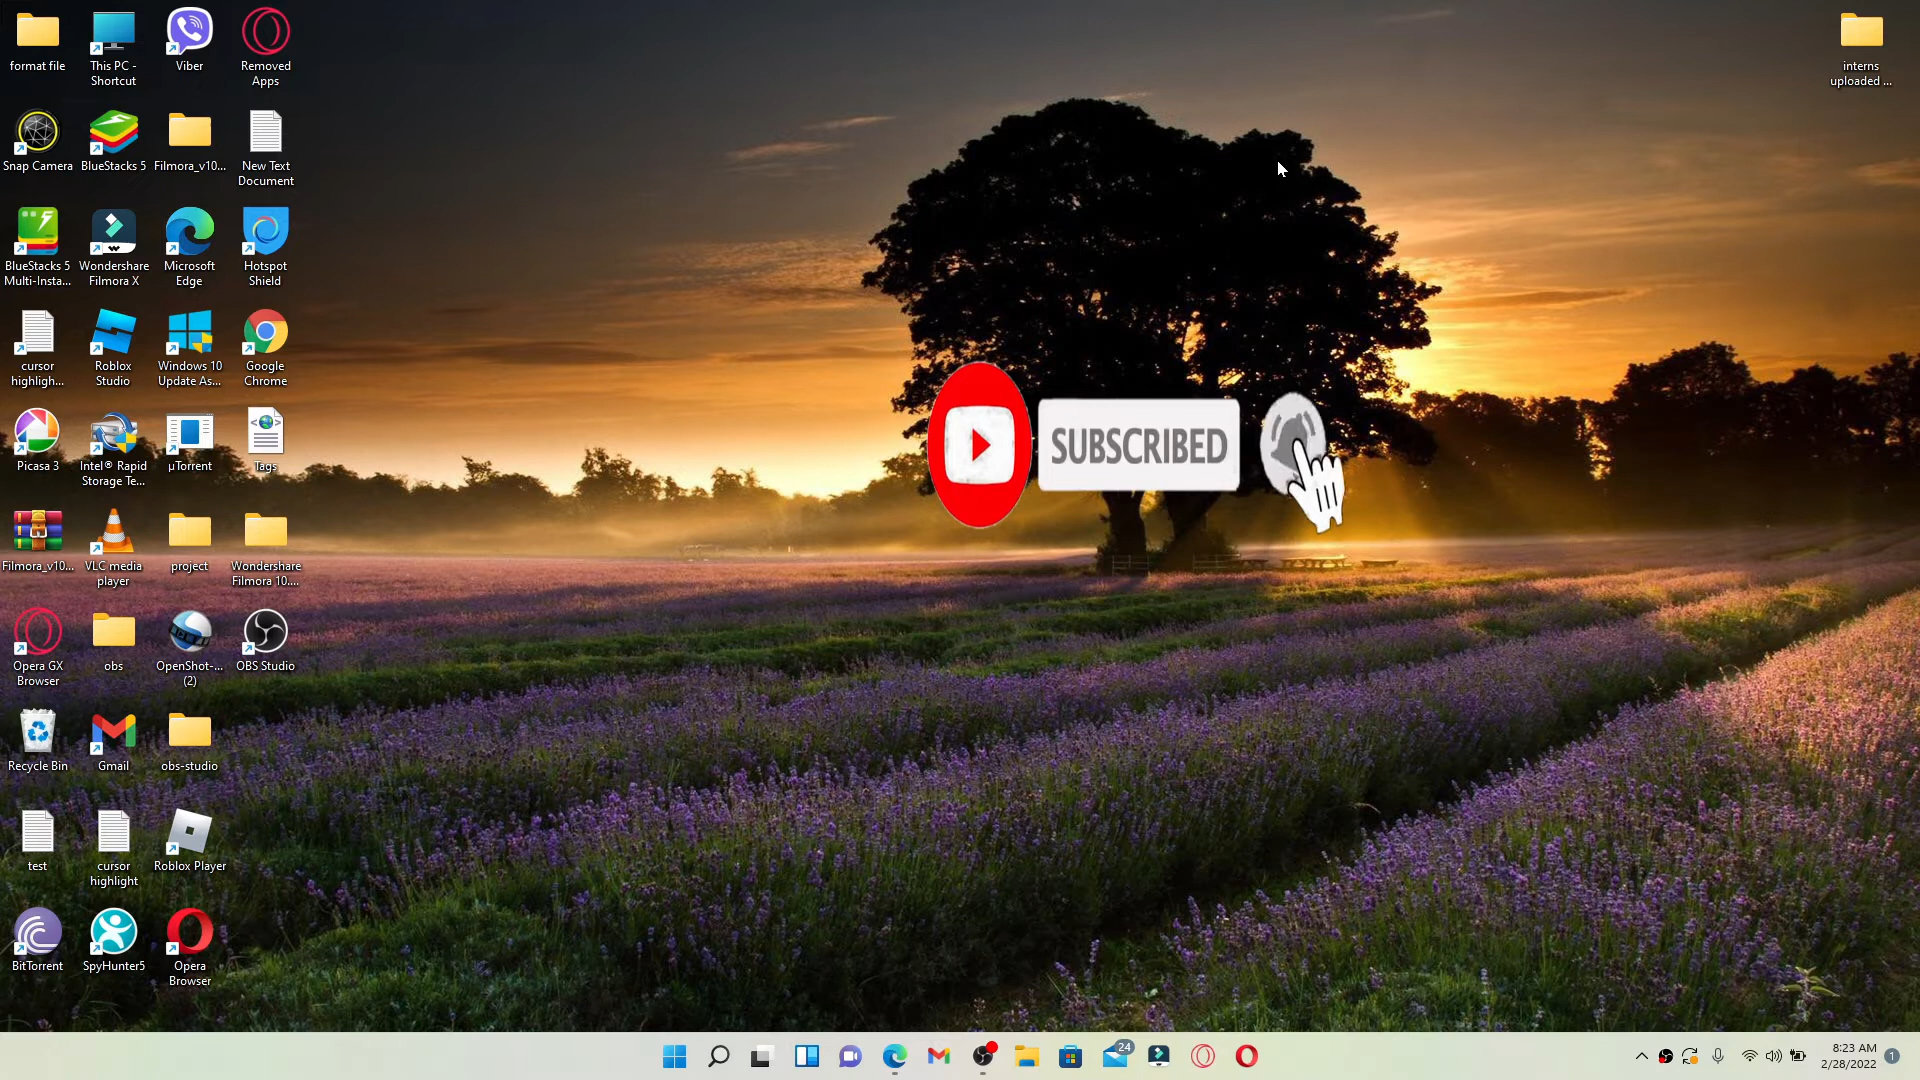 format file
This PC -
Shortcut
Viber
Removed
Apps
interns
uploaded ...
Snap Camera
BlueStacks 5
Filmora_v10...
New Text
Document
BlueStacks 5
Multi-Insta...
Wondershare
Filmora X
Microsoft
Edge
Hotspot
Shield
cursor
highligh...
Roblox
Studio
Windows 10
Update As...
Google
Chrome
SUBSCRIBED
Picasa 3
Intel® Rapid
Storage Te...
µTorrent
Tags
Filmora_v10...
VLC media
player
project
Wondershare
Filmora 10....
Opera GX
Browser
obs
OpenShot-...
(2)
OBS Studio
Recycle Bin
Gmail
obs-studio
test
cursor
highlight
Roblox Player
BitTorrent
SpyHunter5
Opera
Browser
24
8:23 AM
2/28/2022
1